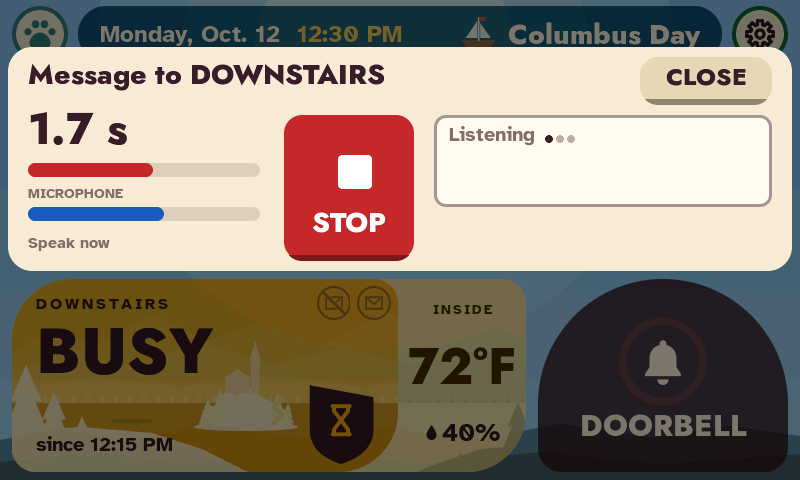 Monday, Oct. 12 12:30 PM Columbus Day
Message to DOWNSTAIRS
CLOSE
1.7 s
MICROPHONE
Speak now
STOP
Listening
DOWNSTAIRS
BUSY
since 12:15 PM
INSIDE
72°F
40%
DOORBELL